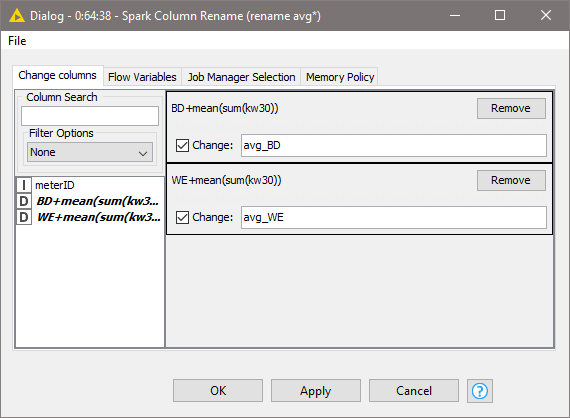 Dialog - 0:64:38 - Spark Column Rename (rename avg*)
File
Change columns Flow Variables Job Manager Selection Memory Policy
Column Search
Filter Options
None
I meterID
D BD+mean(sum(kw3...
D WE+mean(sum(kw3...
BD+mean(sum(kw30)) Remove
Change: avg_BD
WE+mean(sum(kw30)) Remove
Change: avg_WE
OK Apply Cancel ?